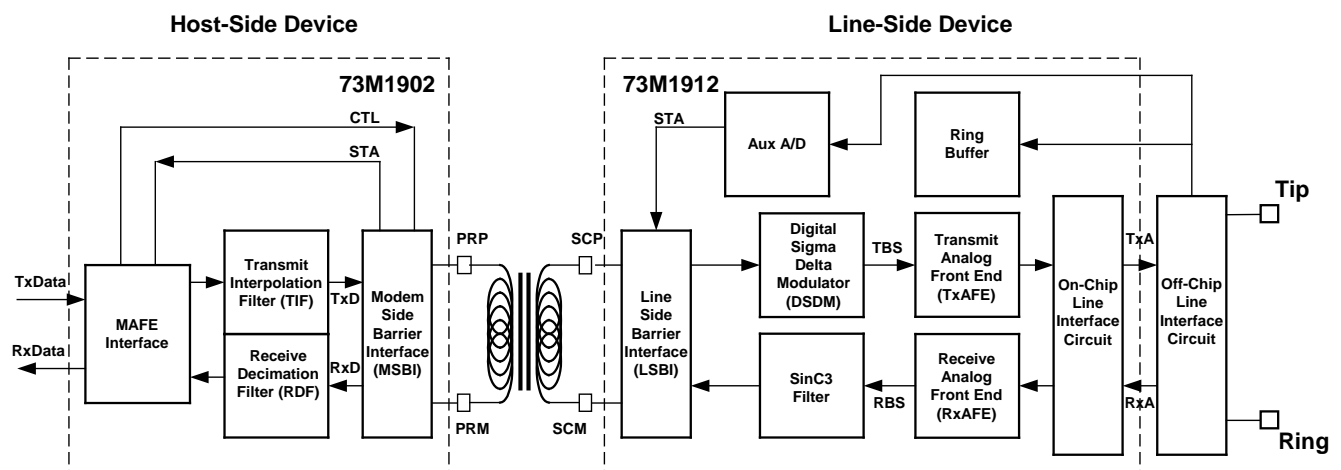 Host-Side Device
Line-Side Device
73M1902
73M1912
CTL
STA
STA
Aux A/D
Ring
Buffer
Tip
PRP
SCP
TxData
RxData
MAFE
Interface
Transmit
Interpolation
Filter (TIF)
TxD
Receive
Decimation
Filter (RDF)
RxD
Modem
Side
Barrier
Interface
(MSBI)
PRM
SCM
Line
Side
Barrier
Interface
(LSBI)
Digital
Sigma
Delta
Modulator
(DSDM)
TBS
Transmit
Analog
Front End
(TxAFE)
SinC3
Filter
RBS
Receive
Analog
Front End
(RxAFE)
On-Chip
Line
Interface
Circuit
TxA
RxA
Off-Chip
Line
Interface
Circuit
Ring